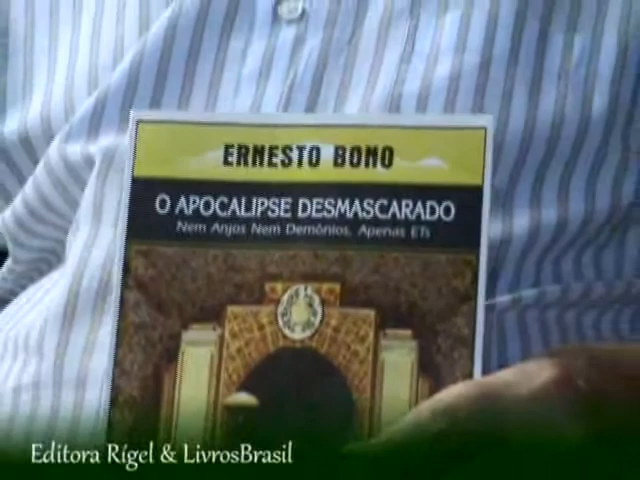 ERNESTO BONO
O APOCALIPSE DESMASCARADO
Nem Anjos Nem Demônios, Apenas ETs
Editora Rígel & LivrosBrasil